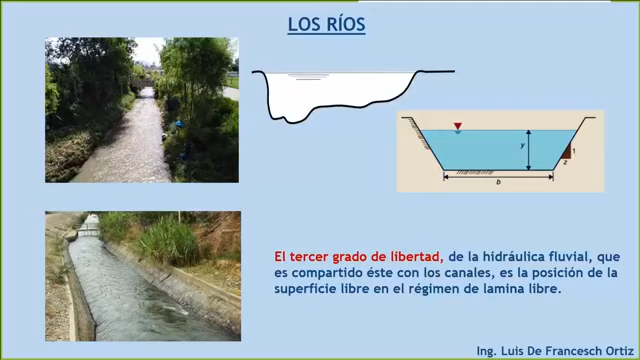 LOS RÍOS
y
1
z
b
El tercer grado de libertad, de la hidráulica fluvial, que
es compartido éste con los canales, es la posición de la
superficie libre en el régimen de lamina libre.
Ing. Luis De Francesch Ortiz